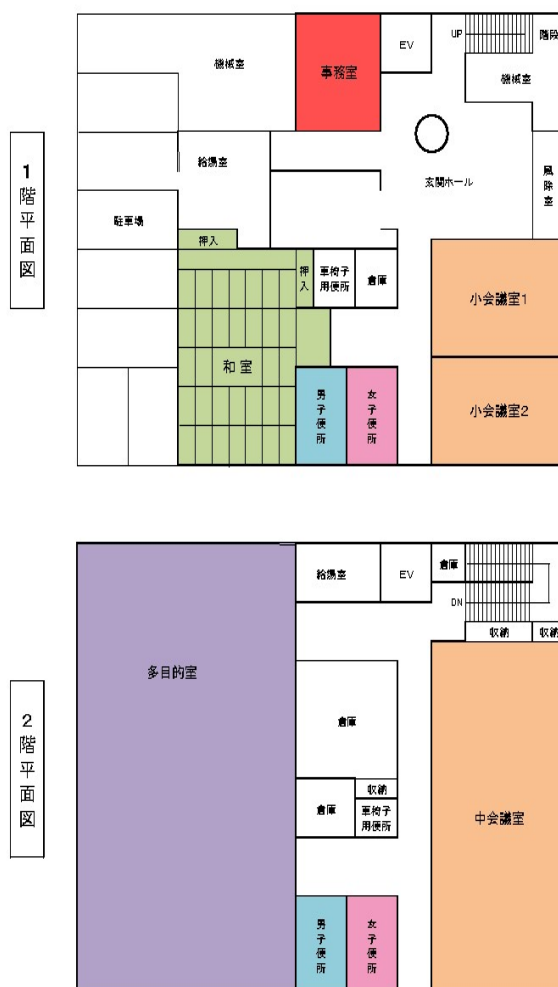 1階平面図
機械室
事務室
EV
UP
階段
機械室
給湯室
玄関ホール
風除室
駐車場
押入
押入
車椅子
用便所
倉庫
小会議室1
和室
男子便所
女子便所
小会議室2
2階平面図
給湯室
EV
倉庫
DN
収納
収納
多目的室
倉庫
収納
倉庫
車椅子
用便所
中会議室
男子便所
女子便所